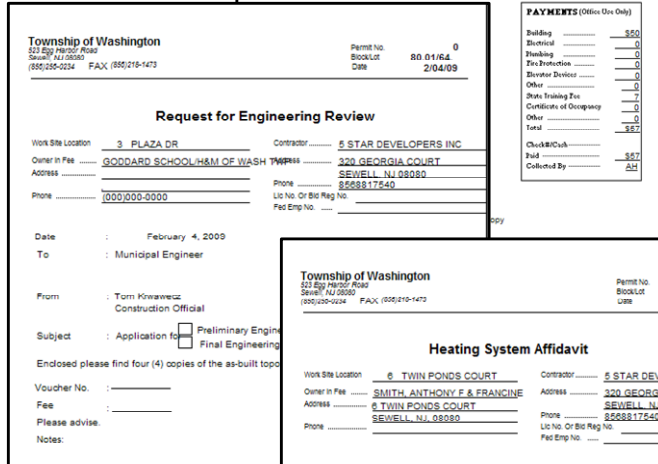 Township of Washington
523 Egg Harbor Road
Sewell, NJ 08080
(856)256-0234 FAX (856)218-1473
Permit No. 0
Block/Lot 80.01/64.
Date 2/04/09
Request for Engineering Review
Work Site Location 3 PLAZA DR
Owner In Fee GODDARD SCHOOL/H&M OF WASH TWP
Address
Phone (000)000-0000
Contractor 5 STAR DEVELOPERS INC
Address 320 GEORGIA COURT
SEWELL, NJ 08080
Phone 8568817540
Lic No. Or Bld Reg No.
Fed Emp No.
Date : February 4, 2009
To : Municipal Engineer
From : Tom Krwawecz
Construction Official
Subject : Application for Preliminary Engine
Final Engineering
Enclosed please find four (4) copies of the as-built topo
Voucher No. :
Fee :
Please advise.
Notes:
PAYMENTS (Office Use Only)
Building $50
Electrical 0
Plumbing 0
Fire Protection 0
Elevator Devices 0
Other 0
State Training Fee 7
Certificate of Occupancy 0
Other 0
Total $57
Check#/Cash
Paid $57
Collected By AH
opy
Township of Washington
523 Egg Harbor Road
Sewell, NJ 08080
(856)256-0234 FAX (856)218-1473
Permit No.
Block/Lot
Date
Heating System Affidavit
Work Site Location 6 TWIN PONDS COURT
Owner In Fee SMITH, ANTHONY F & FRANCINE
Address 6 TWIN PONDS COURT
SEWELL, NJ, 08080
Phone
Contractor 5 STAR DEV
Address 320 GEORG
SEWELL, NJ
Phone 8568817540
Lic No. Or Bld Reg No.
Fed Emp No.